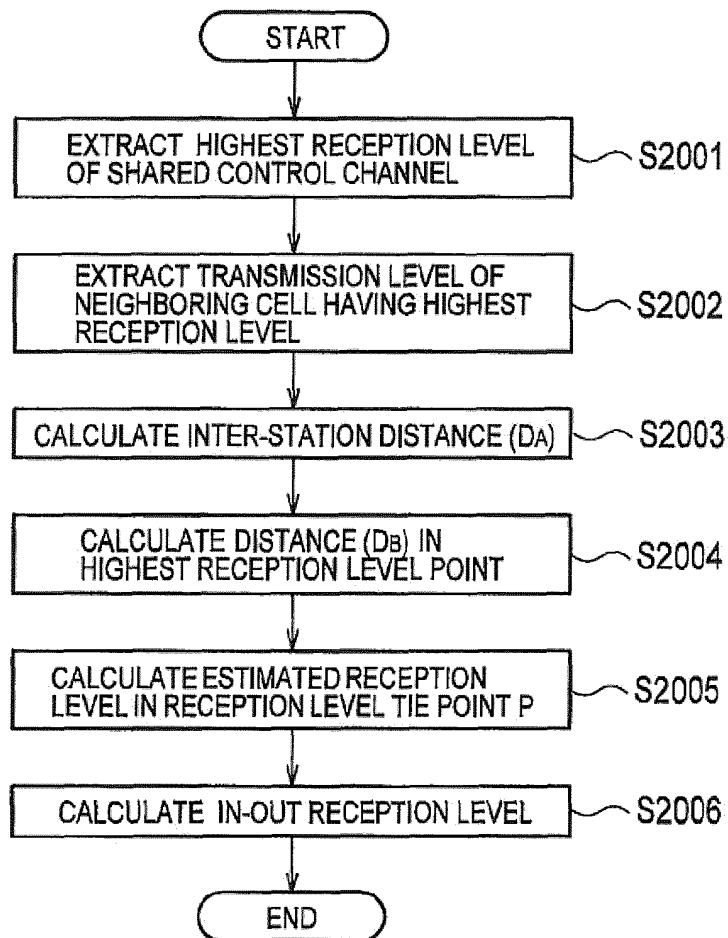 START
EXTRACT HIGHEST RECEPTION LEVEL
OF SHARED CONTROL CHANNEL
S2001
EXTRACT TRANSMISSION LEVEL OF
NEIGHBORING CELL HAVING HIGHEST
RECEPTION LEVEL
S2002
CALCULATE INTER-STATION DISTANCE (DA)
S2003
CALCULATE DISTANCE (DB) IN
HIGHEST RECEPTION LEVEL POINT
S2004
CALCULATE ESTIMATED RECEPTION
LEVEL IN RECEPTION LEVEL TIE POINT P
S2005
CALCULATE IN-OUT RECEPTION LEVEL
S2006
END